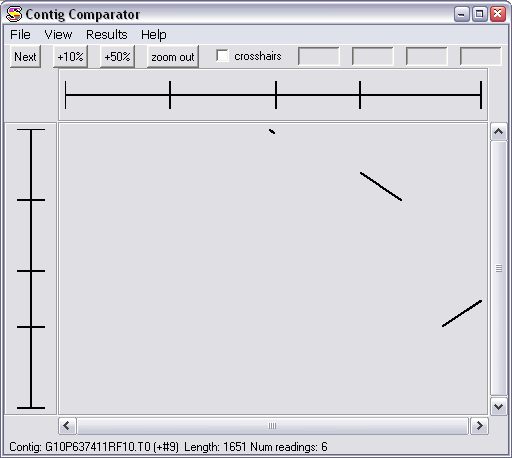 Contig Comparator
File View Results Help
Next +10% +50% zoom out crosshairs
Contig: G10P637411RF10.T0 (+#9) Length: 1651 Num readings: 6